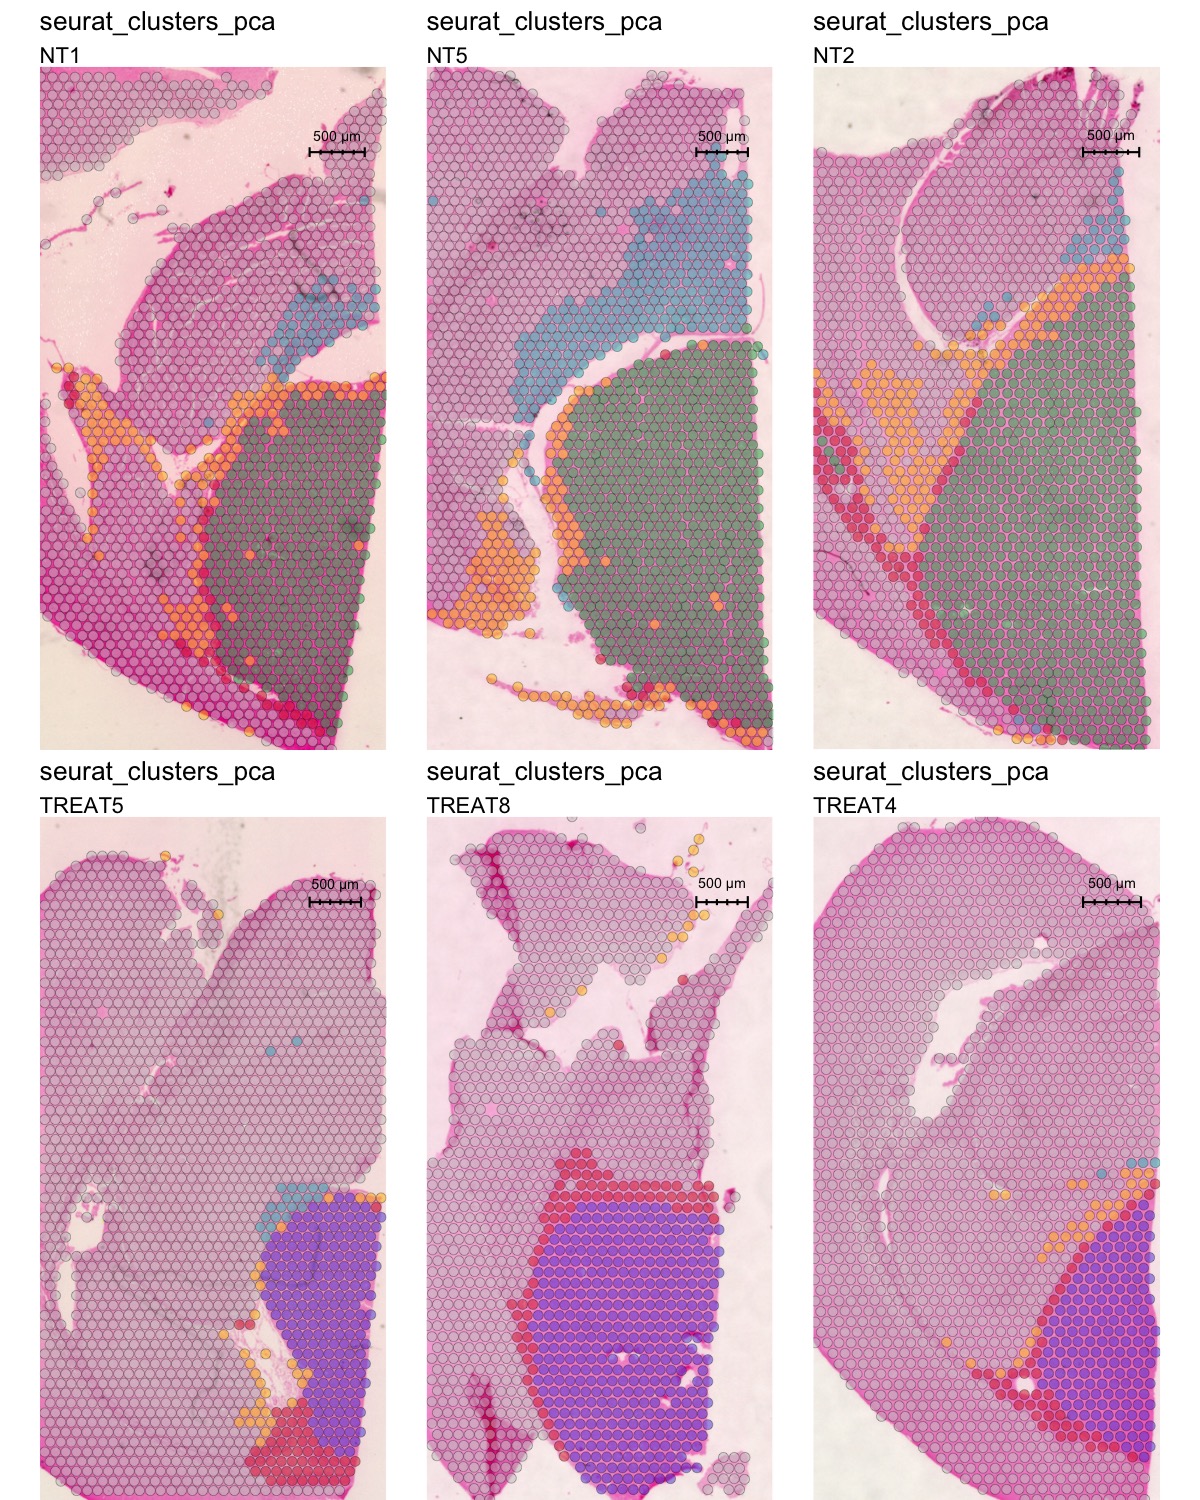 seurat_clusters_pca
NT1
500 µm
seurat_clusters_pca
NT5
500 µm
seurat_clusters_pca
NT2
500 µm
seurat_clusters_pca
TREAT5
500 µm
seurat_clusters_pca
TREAT8
500 µm
seurat_clusters_pca
TREAT4
500 µm